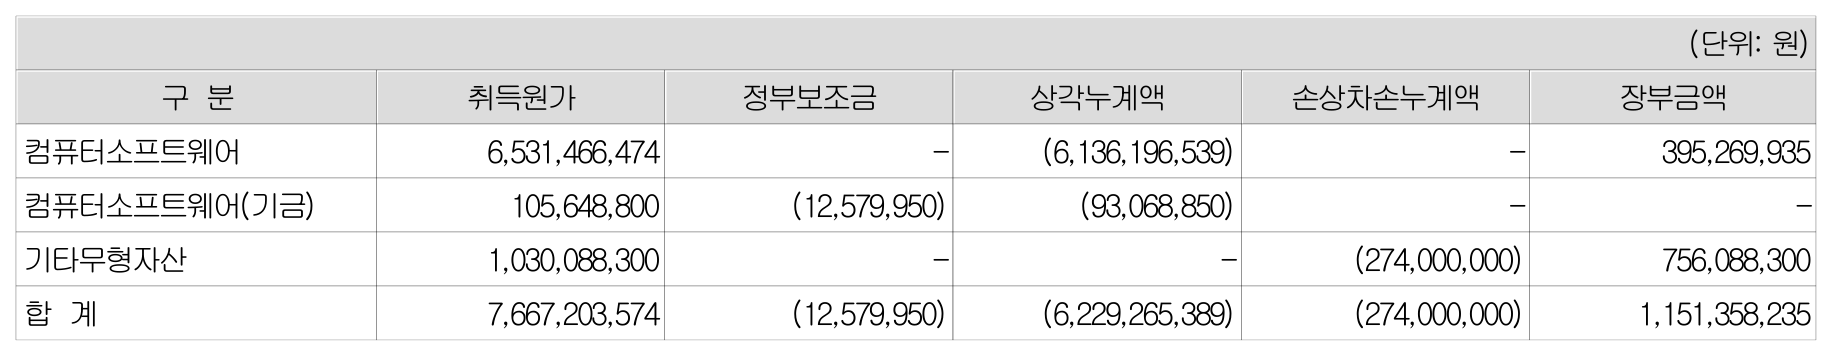 (단위: 원)
구 분 취득원가 정부보조금 상각누계액 손상차손누계액 장부금액
컴퓨터소프트웨어 6,531,466,474 - (6,136,196,539) - 395,269,935
컴퓨터소프트웨어(기금) 105,648,800 (12,579,950) (93,068,850) - -
기타무형자산 1,030,088,300 - - (274,000,000) 756,088,300
합 계 7,667,203,574 (12,579,950) (6,229,265,389) (274,000,000) 1,151,358,235